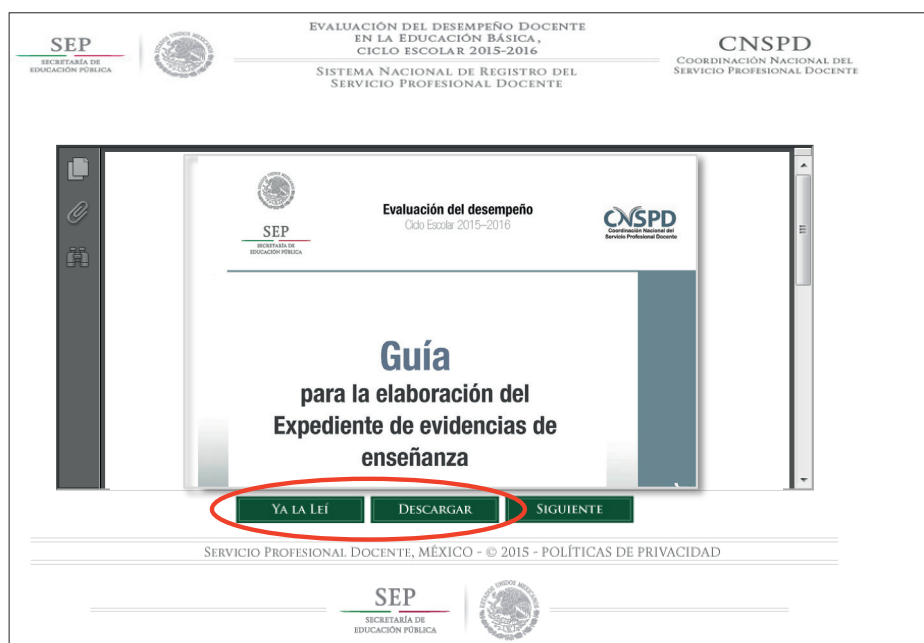 SEP
SECRETARÍA DE
EDUCACIÓN PÚBLICA
EVALUACIÓN DEL DESEMPEÑO DOCENTE
EN LA EDUCACIÓN BÁSICA,
CICLO ESCOLAR 2015-2016
SISTEMA NACIONAL DE REGISTRO DEL
SERVICIO PROFESIONAL DOCENTE
CNSPD
COORDINACIÓN NACIONAL DEL
SERVICIO PROFESIONAL DOCENTE
SEP
SECRETARÍA DE
EDUCACIÓN PÚBLICA
Evaluación del desempeño
Ciclo Escolar 2015–2016
CNSPD
Coordinación Nacional del
Servicio Profesional Docente
Guía
para la elaboración del
Expediente de evidencias de
enseñanza
YA LA LEÍ
DESCARGAR
SIGUIENTE
SERVICIO PROFESIONAL DOCENTE, MÉXICO - © 2015 - POLÍTICAS DE PRIVACIDAD
SEP
SECRETARÍA DE
EDUCACIÓN PÚBLICA
ESTADOS UNIDOS MEXICANOS